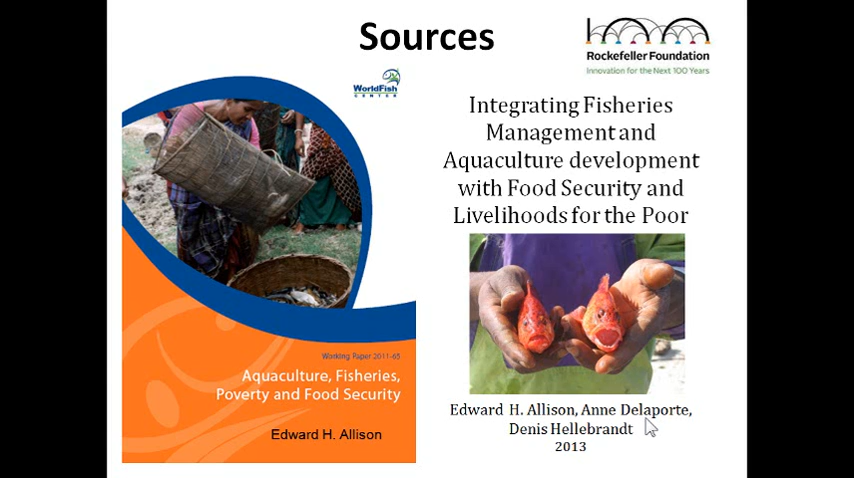 Sources
Rockefeller Foundation
Innovation for the Next 100 Years
WorldFish
CENTER
Integrating Fisheries
Management and
Aquaculture development
with Food Security and
Livelihoods for the Poor
Working Paper 2011-65
Aquaculture, Fisheries,
Poverty and Food Security
Edward H. Allison
Edward H. Allison, Anne Delaporte,
Denis Hellebrandt
2013